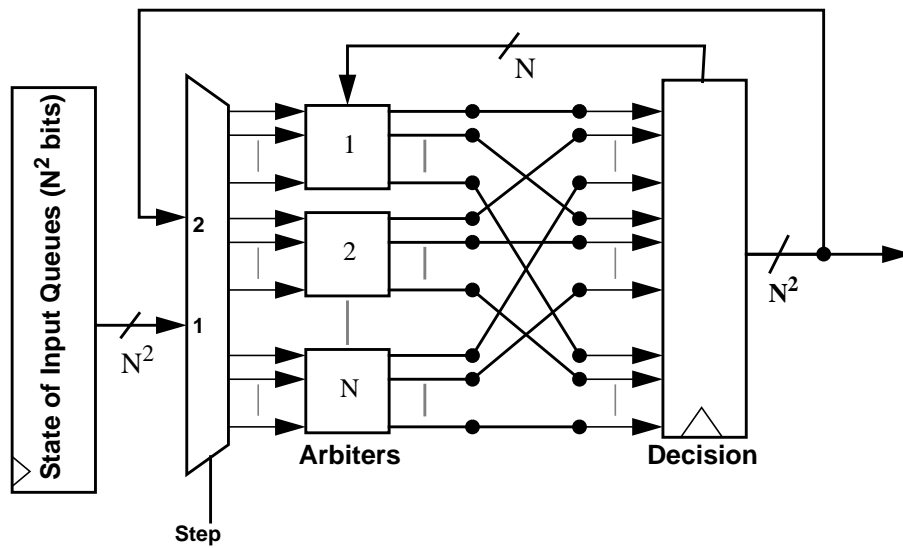 State of Input Queues (N² bits)
N²
2
1
Step
1
2
N
Arbiters
N
Decision
N²